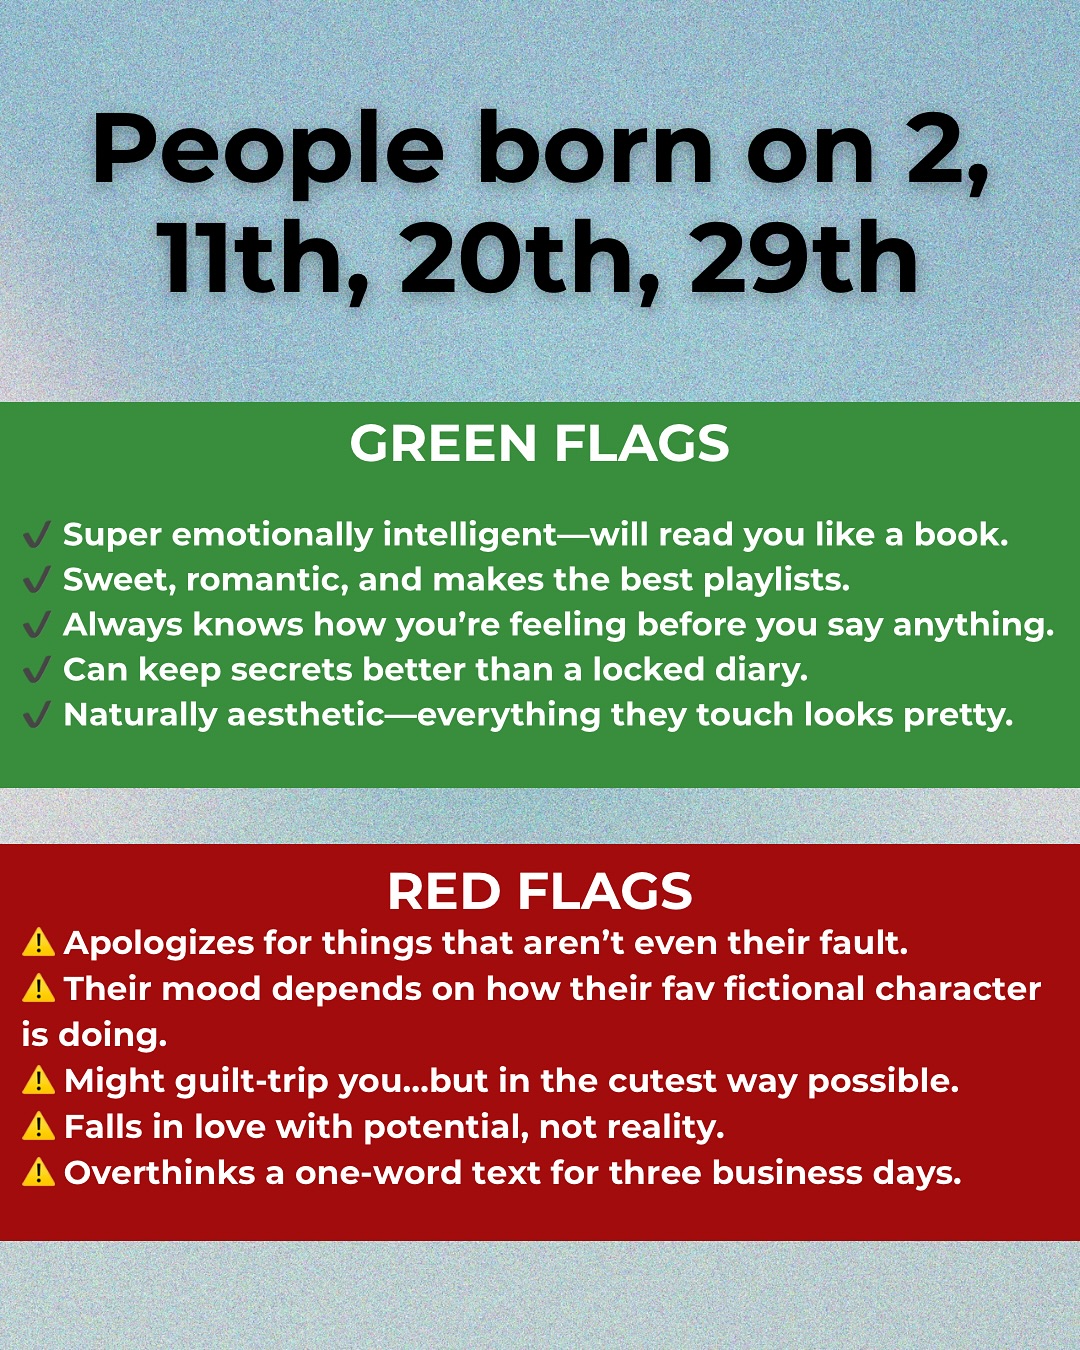 People born on 2,
11th, 20th, 29th
GREEN FLAGS
✔ Super emotionally intelligent—will read you like a book.
✔ Sweet, romantic, and makes the best playlists.
✔ Always knows how you’re feeling before you say anything.
✔ Can keep secrets better than a locked diary.
✔ Naturally aesthetic—everything they touch looks pretty.
RED FLAGS
⚠️ Apologizes for things that aren’t even their fault.
⚠️ Their mood depends on how their fav fictional character
is doing.
⚠️ Might guilt-trip you...but in the cutest way possible.
⚠️ Falls in love with potential, not reality.
⚠️ Overthinks a one-word text for three business days.